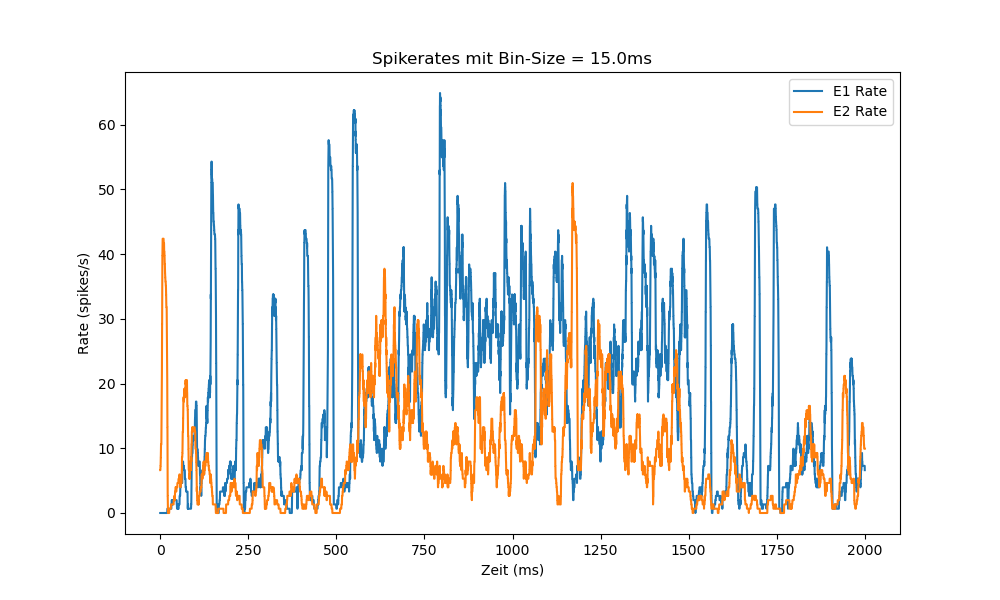 Spikerates mit Bin-Size = 15.0ms
E1 Rate
E2 Rate
60
50
40
30
20
10
0
Rate (spikes/s)
0 250 500 750 1000 1250 1500 1750 2000
Zeit (ms)